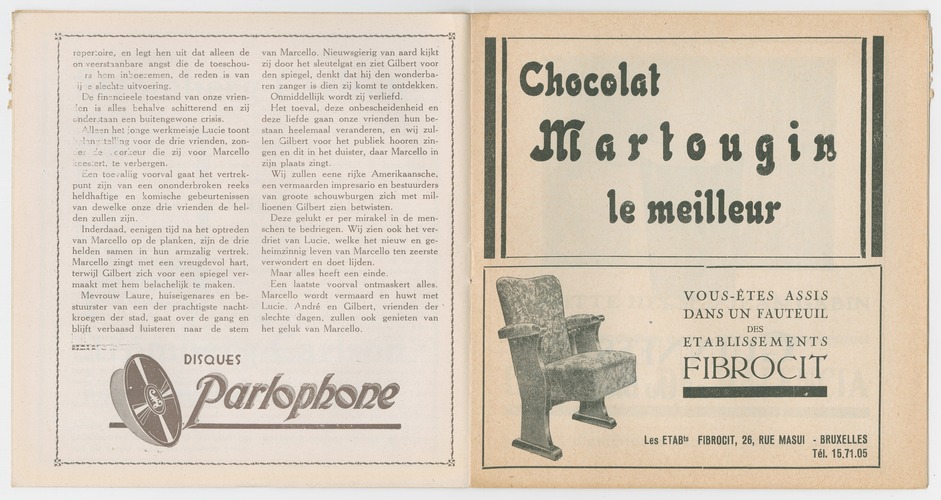 repertoire, en legt hen uit dat alleen de
onweerstaanbare angst die de toeschou-
rs hem inboezemen, de reden is van
slechte uitvoering.
De financieele toestand van onze vrien-
den is alles behalve schitterend en zij
onderstaan een buitengewone crisis.
Alleen het jonge werkmeisje Lucie toont
belangstelling voor de drie vrienden, zon-
der de voorkeur die zij voor Marcello
koestert, te verbergen.
Een toevallig voorval gaat het vertrek-
punt zijn van een ononderbroken reeks
heldhaftige en komische gebeurtenissen
van dewelke onze drie vrienden de hel-
den zullen zijn.
Inderdaad, eenigen tijd na het optreden
van Marcello op de planken, zijn de drie
helden samen in hun armzalig vertrek.
Marcello zingt met een vreugdevol hart,
terwijl Gilbert zich voor een spiegel ver-
maakt met hem belachelijk te maken.
Mevrouw Laure, huiseigenares en be-
stuurster van een der prachtigste nacht-
kroegen der stad, gaat over de gang en
blijft verbaasd luisteren naar de stem
van Marcello. Nieuwsgierig van aard kijkt
zij door het sleutelgat en ziet Gilbert voor
den spiegel, denkt dat hij den wonderba-
ren zanger is dien zij komt te ontdekken.
Onmiddellijk wordt zij verliefd.
Het toeval, deze onbescheidenheid en
deze liefde gaan onze vrienden hun be-
staan heelemaal veranderen, en wij zul-
len Gilbert voor het publiek hooren zin-
gen en dit in het duister, daar Marcello in
zijn plaats zingt.
Wij zullen eene rijke Amerikaansche,
een vermaarden impresario en bestuurders
van groote schouwburgen zich met mil-
lioenen Gilbert zien betwisten.
Deze gelukt er per mirakel in de men-
schen te bedriegen. Wij zien ook het ver-
driet van Lucie, welke het nieuw en ge-
heimzinnig leven van Marcello ten zeerste
verwondert en doet lijden.
Maar alles heeft een einde.
Een laatste voorval ontmaskert alles.
Marcello wordt vermaard en huwt met
Lucie. André en Gilbert, vrienden der
slechte dagen, zullen ook genieten van
het geluk van Marcello.
DISQUES
Parlophone
Chocolat
Martougin
le meilleur
VOUS-ÊTES ASSIS
DANS UN FAUTEUIL
DES
ETABLISSEMENTS
FIBROCIT
Les ETABts FIBROCIT, 26, RUE MASUI - BRUXELLES
Tél. 15.71.05